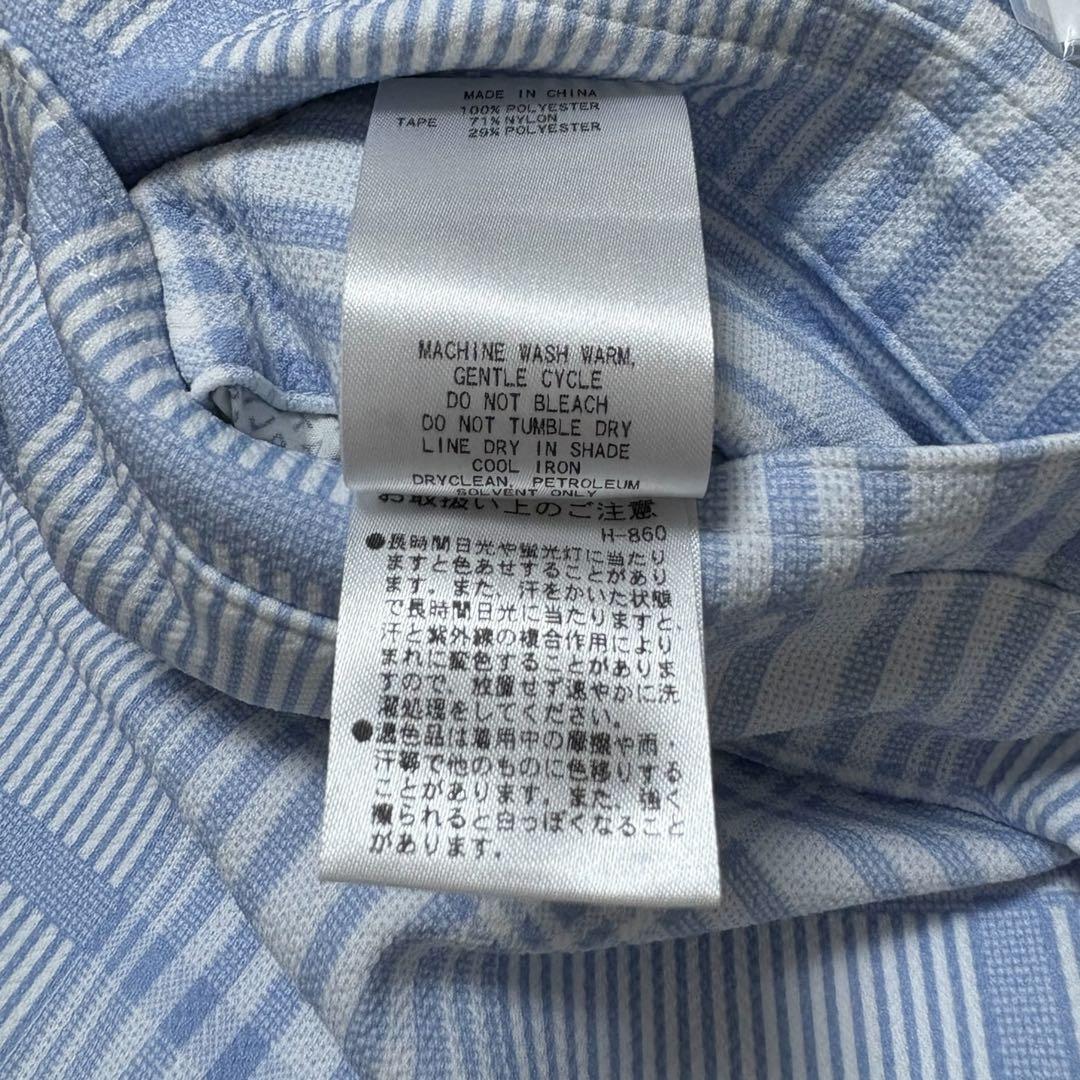 MADE IN CHINA
100% POLYESTER
TAPE 71% NYLON
29% POLYESTER
MACHINE WASH WARM,
GENTLE CYCLE
DO NOT BLEACH
DO NOT TUMBLE DRY
LINE DRY IN SHADE
COOL IRON
DRYCLEAN, PETROLEUM
SOLVENT ONLY
お取扱い上のご注意
H-860
●長時間日光や蛍光灯に当たり
ますと色あせすることがあり
ます。また、汗をかいた状態
で長時間日光に当たりますと、
汗と紫外線の複合作用により
まれに変色することがありま
すので、放置せず速やかに洗
濯処理をしてください。
●濃色品は着用中の摩擦や雨・
汗等で他のものに色移りする
ことがあります。また、強く
擦られると白っぽくなること
があります。